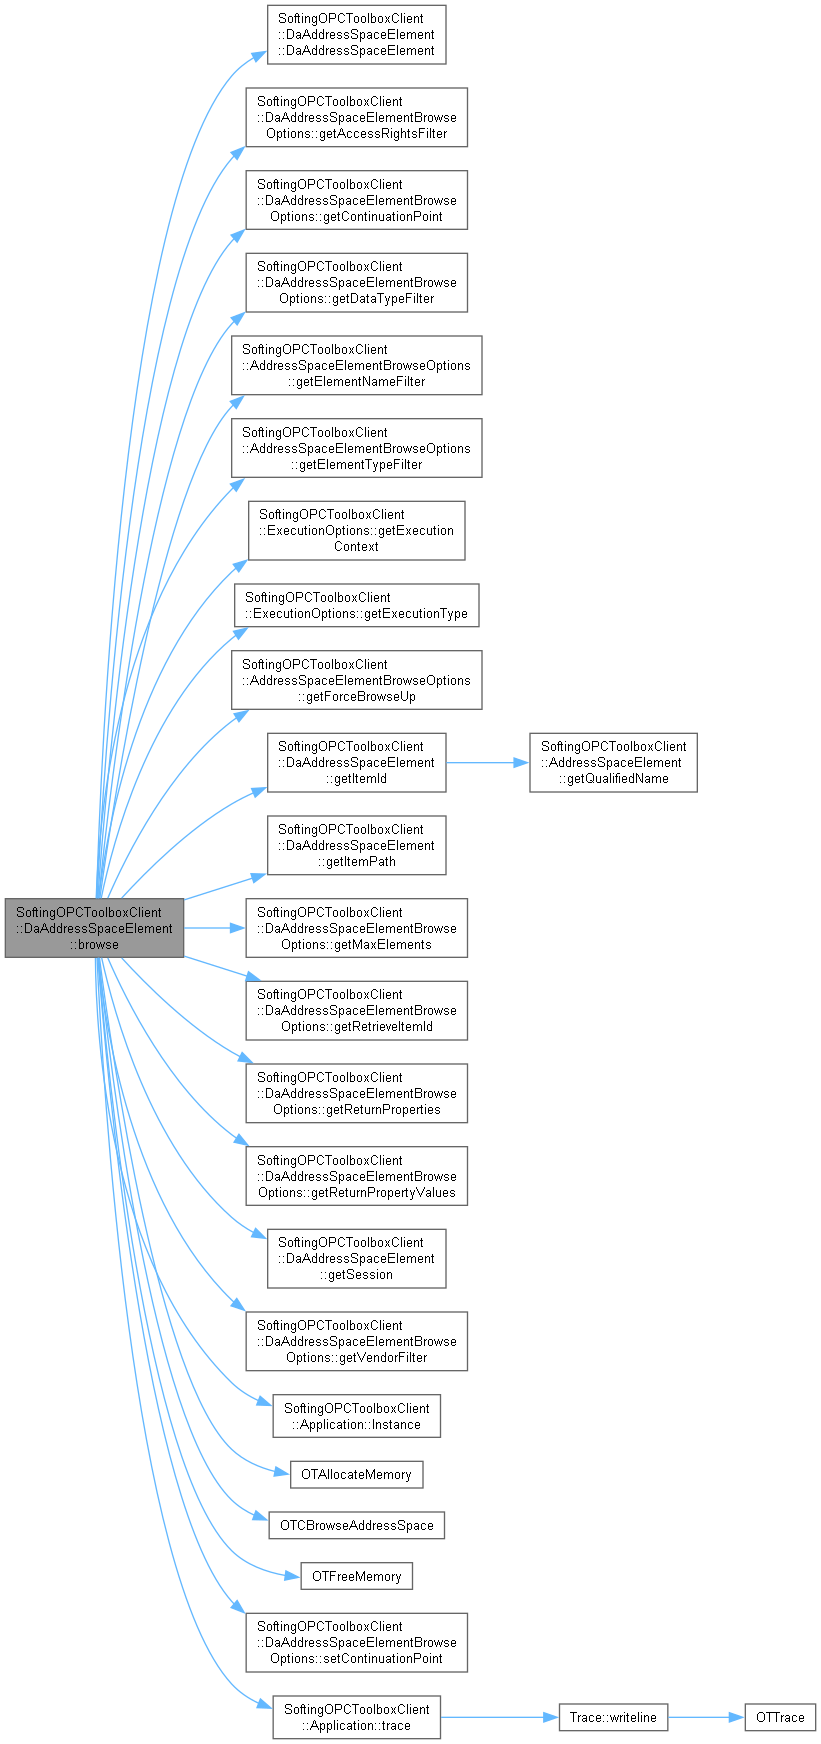 SoftingOPCToolboxClient
::DaAddressSpaceElement
::DaAddressSpaceElement
SoftingOPCToolboxClient
::DaAddressSpaceElementBrowse
Options::getAccessRightsFilter
SoftingOPCToolboxClient
::DaAddressSpaceElementBrowse
Options::getContinuationPoint
SoftingOPCToolboxClient
::DaAddressSpaceElementBrowse
Options::getDataTypeFilter
SoftingOPCToolboxClient
::AddressSpaceElementBrowseOptions
::getElementNameFilter
SoftingOPCToolboxClient
::AddressSpaceElementBrowseOptions
::getElementTypeFilter
SoftingOPCToolboxClient
::ExecutionOptions::getExecution
Context
SoftingOPCToolboxClient
::ExecutionOptions::getExecutionType
SoftingOPCToolboxClient
::AddressSpaceElementBrowseOptions
::getForceBrowseUp
SoftingOPCToolboxClient
::DaAddressSpaceElement
::getItemId
SoftingOPCToolboxClient
::AddressSpaceElement
::getQualifiedName
SoftingOPCToolboxClient
::DaAddressSpaceElement
::getItemPath
SoftingOPCToolboxClient
::DaAddressSpaceElement
::browse
SoftingOPCToolboxClient
::DaAddressSpaceElementBrowse
Options::getMaxElements
SoftingOPCToolboxClient
::DaAddressSpaceElementBrowse
Options::getRetrieveItemId
SoftingOPCToolboxClient
::DaAddressSpaceElementBrowse
Options::getReturnProperties
SoftingOPCToolboxClient
::DaAddressSpaceElementBrowse
Options::getReturnPropertyValues
SoftingOPCToolboxClient
::DaAddressSpaceElement
::getSession
SoftingOPCToolboxClient
::DaAddressSpaceElementBrowse
Options::getVendorFilter
SoftingOPCToolboxClient
::Application::Instance
OTAllocateMemory
OTCBrowseAddressSpace
OTFreeMemory
SoftingOPCToolboxClient
::DaAddressSpaceElementBrowse
Options::setContinuationPoint
SoftingOPCToolboxClient
::Application::trace
Trace::writeline
OTTrace